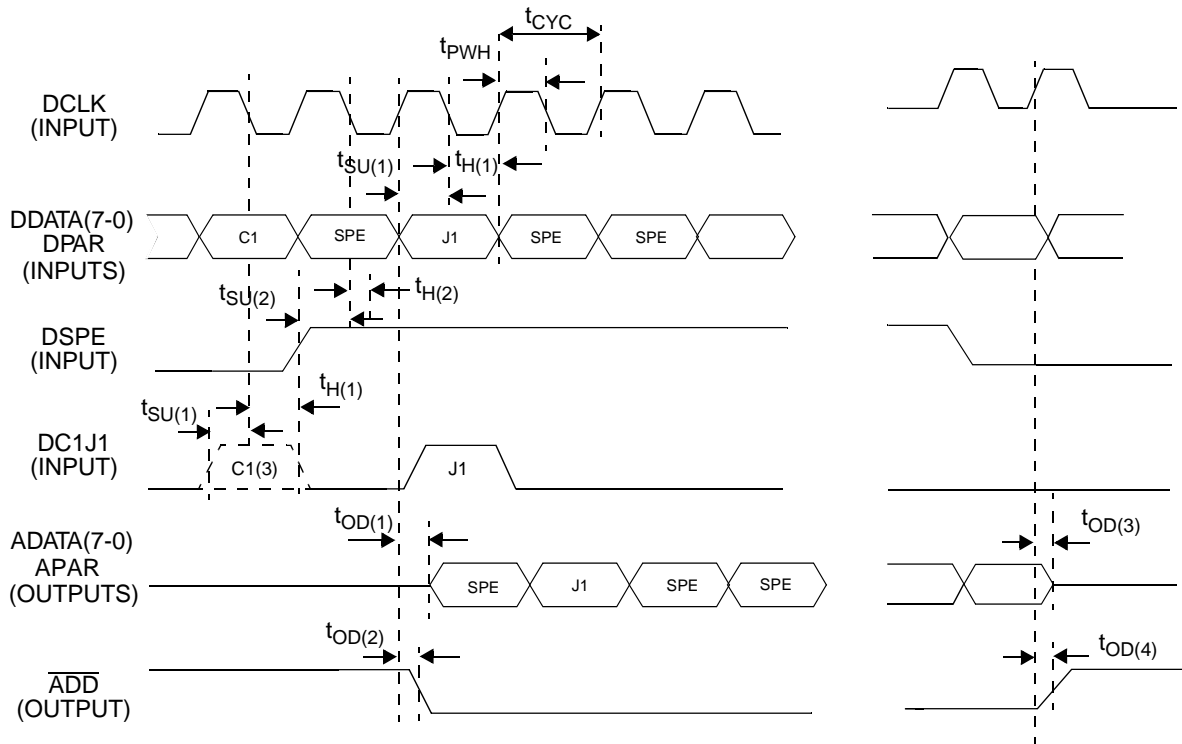 tCYC
tPWH
DCLK
(INPUT)
tSU(1)
tH(1)
DDATA(7-0)
DPAR
(INPUTS)
C1
SPE
J1
SPE
SPE
tSU(2)
tH(2)
DSPE
(INPUT)
tH(1)
tSU(1)
DC1J1
(INPUT)
C1(3)
J1
tOD(1)
tOD(3)
ADATA(7-0)
APAR
(OUTPUTS)
SPE
J1
SPE
SPE
tOD(2)
tOD(4)
ADD
(OUTPUT)